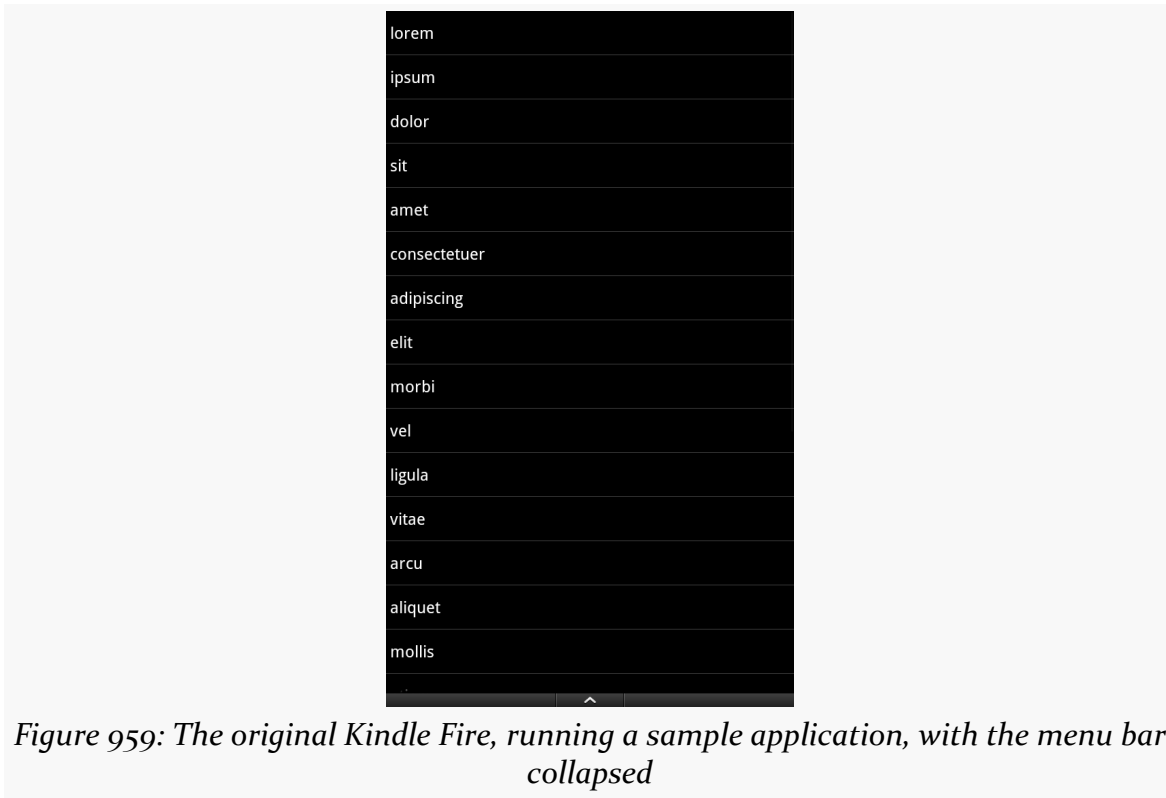 lorem
ipsum
dolor
sit
amet
consectetuer
adipiscing
elit
morbi
vel
ligula
vitae
arcu
aliquet
mollis
Figure 959: The original Kindle Fire, running a sample application, with the menu bar
collapsed